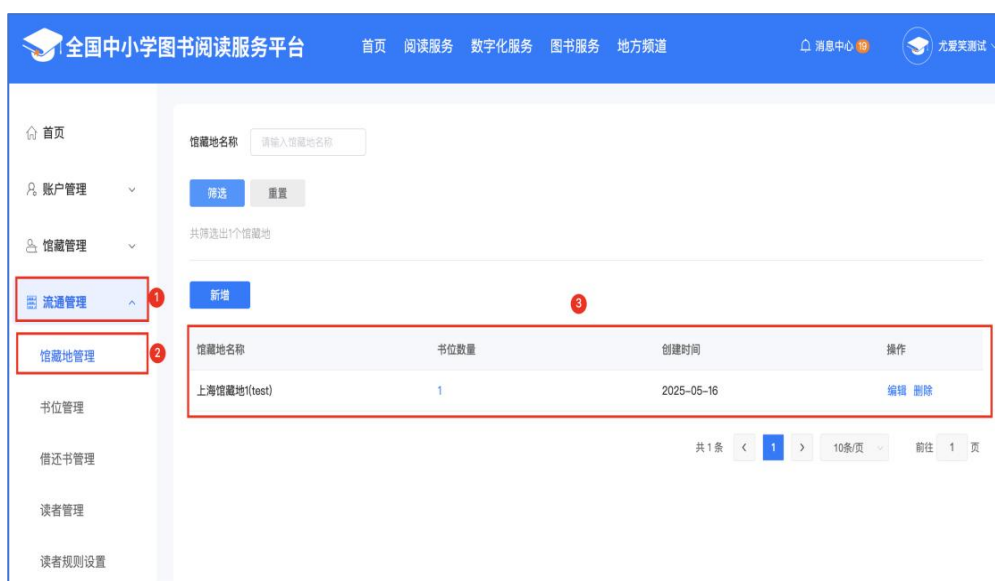 全国中小学图书阅读服务平台 首页 阅读服务 数字化服务 图书服务 地方频道 消息中心 19 尤爱笑测试
首页
馆藏地名称 请输入馆藏地名称
账户管理
筛选 重置
共筛选出1个馆藏地
馆藏管理
流通管理 1
新增
3
馆藏地管理 2
馆藏地名称 书位数量 创建时间 操作
上海馆藏地1(test) 1 2025-05-16 编辑 删除
书位管理
共1条 < 1 > 10条/页 前往 1 页
借还书管理
读者管理
读者规则设置